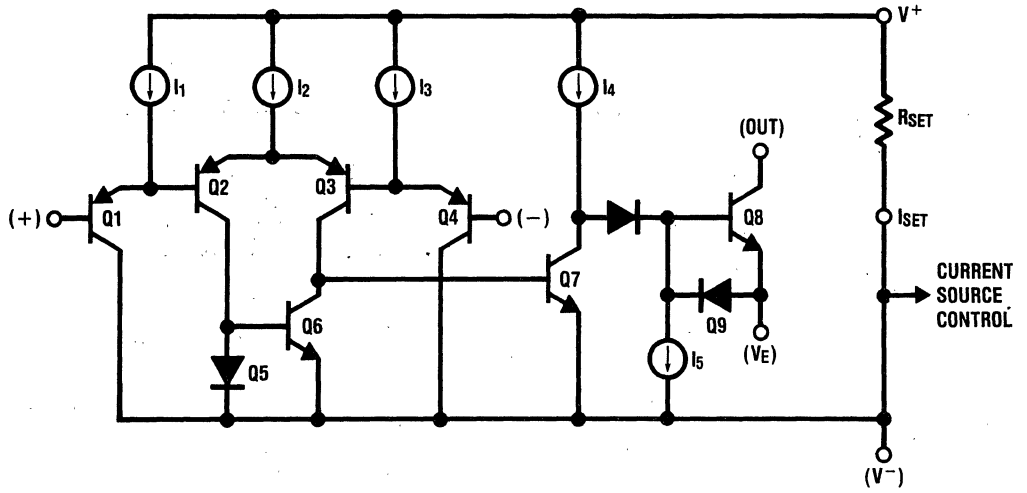 V+
I1
I2
I3
I4
RSET
(OUT)
Q2
Q3
(+)
Q1
Q4
(-)
Q8
ISET
Q7
CURRENT
SOURCE
CONTROL
Q6
Q9
(VE)
Q5
I5
(V-)